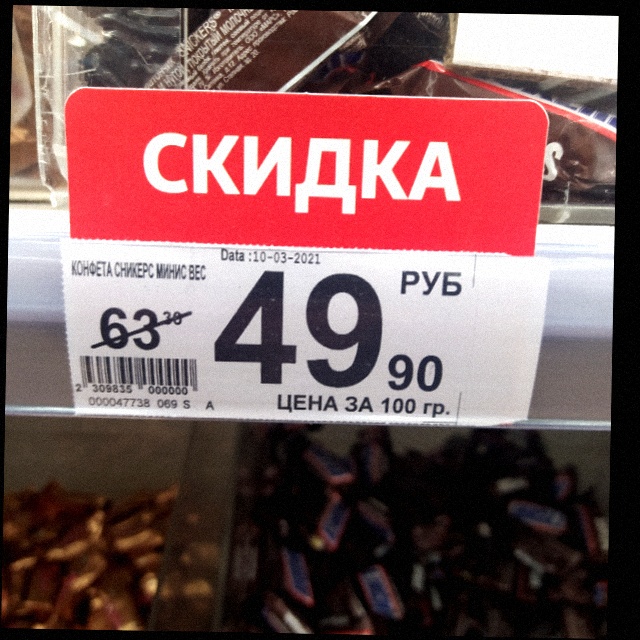 СКИДКА
Data :10-03-2021
КОНФЕТА СНИКЕРС МИНИС ВЕС
63 30
49 90 РУБ
2 309835 000000
000047738 069 S A
ЦЕНА ЗА 100 гр.